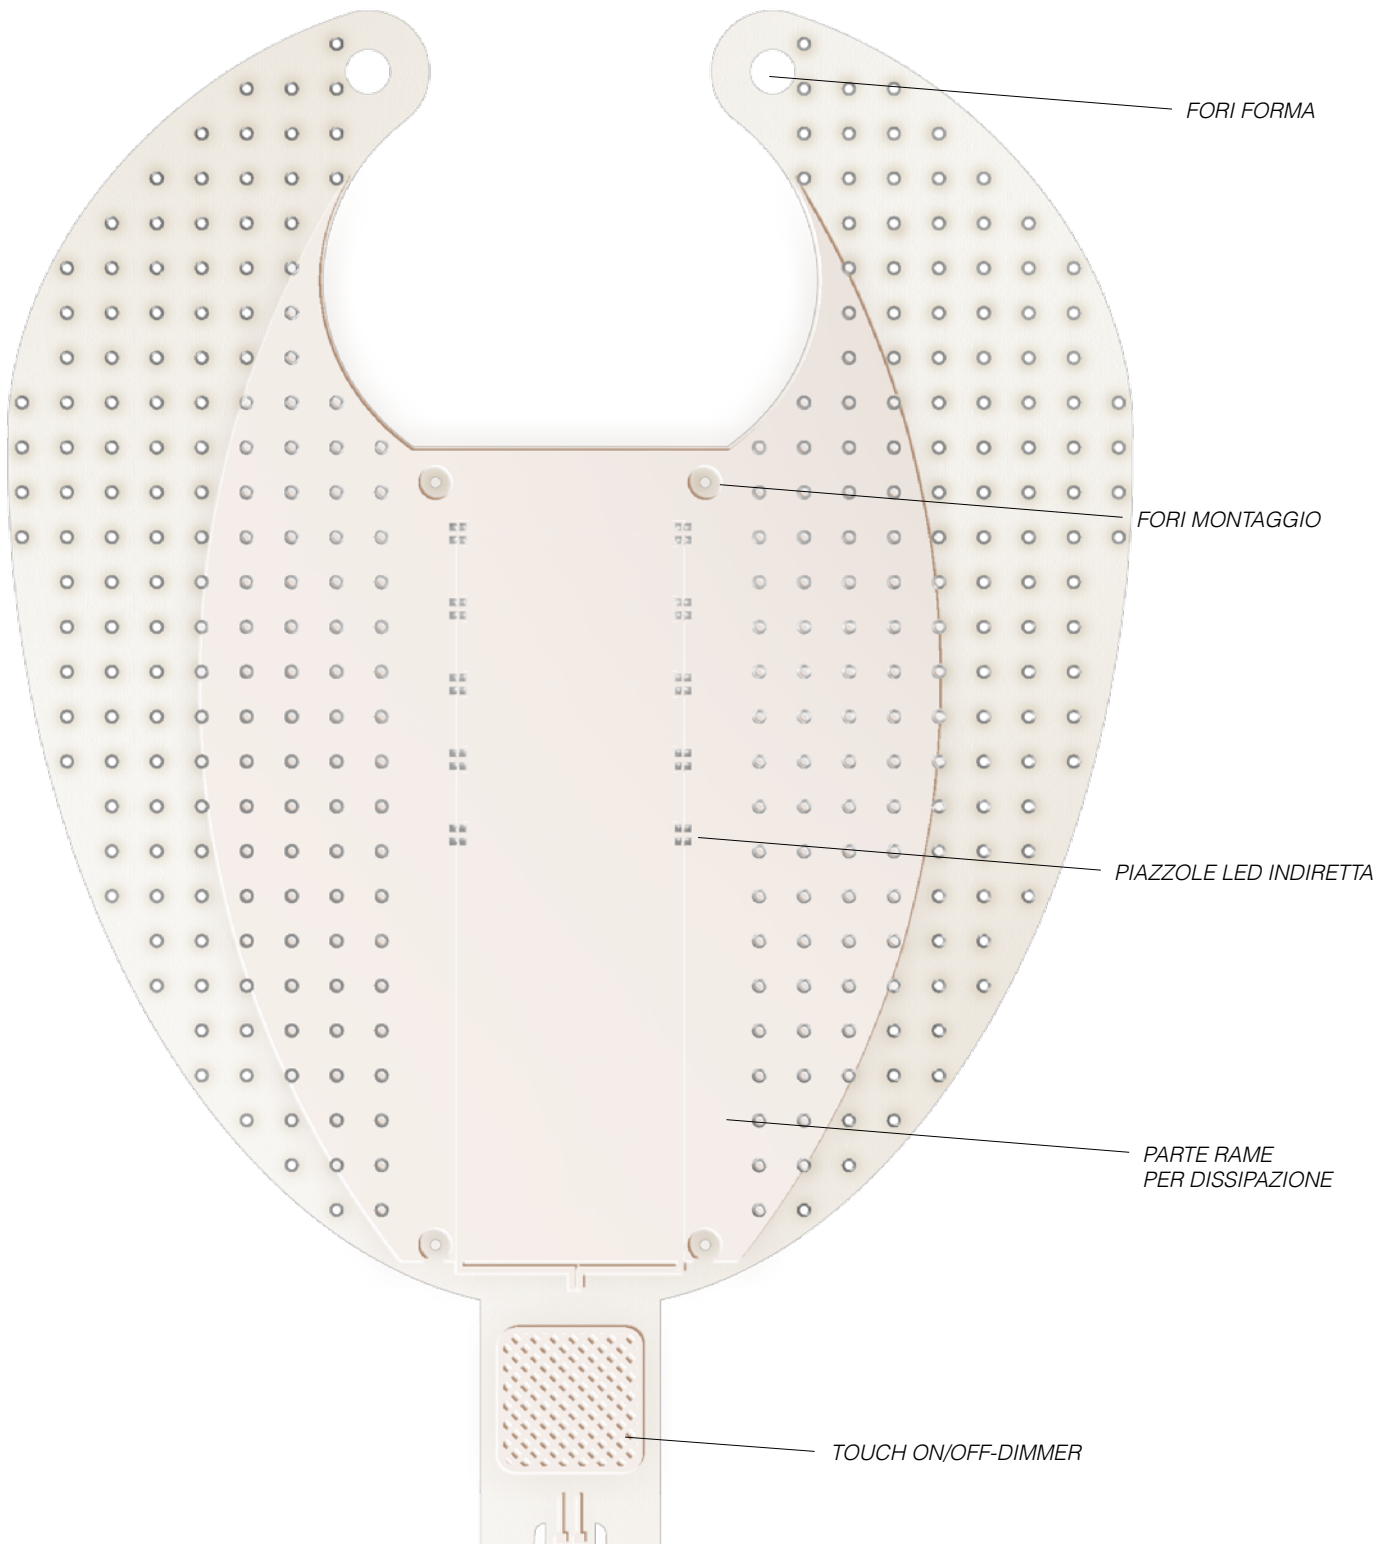 FORI FORMA
FORI MONTAGGIO
PIAZZOLE LED INDIRETTA
PARTE RAME
PER DISSIPAZIONE
TOUCH ON/OFF-DIMMER